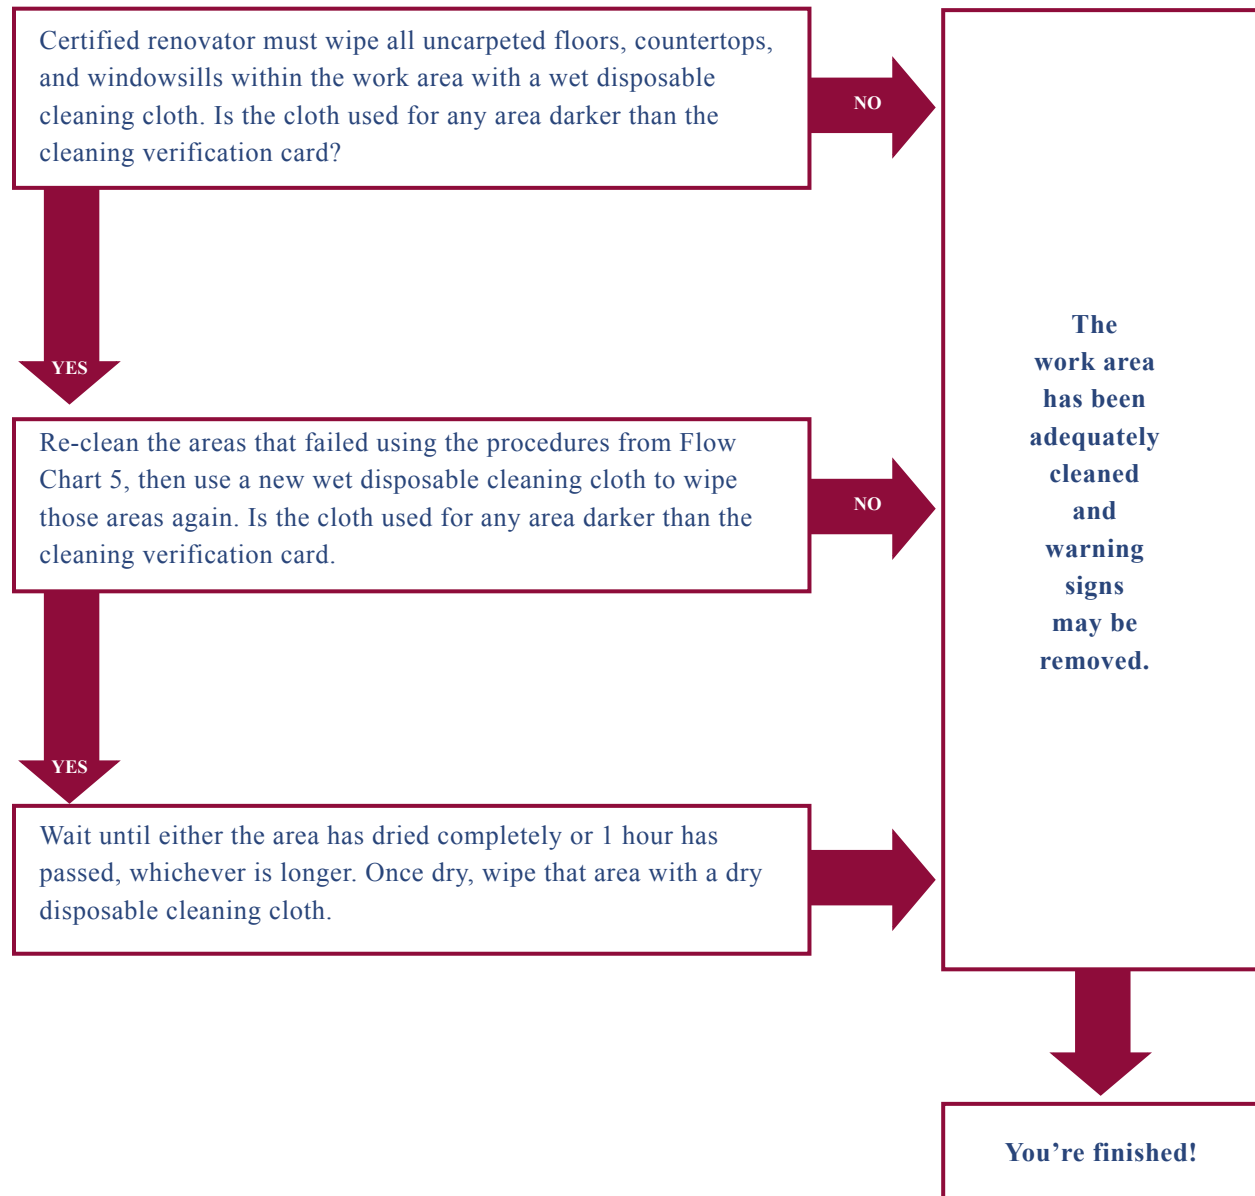 Certified renovator must wipe all uncarpeted floors, countertops,
and windowsills within the work area with a wet disposable
cleaning cloth. Is the cloth used for any area darker than the
cleaning verification card?
NO
YES
Re-clean the areas that failed using the procedures from Flow
Chart 5, then use a new wet disposable cleaning cloth to wipe
those areas again. Is the cloth used for any area darker than the
cleaning verification card.
NO
YES
Wait until either the area has dried completely or 1 hour has
passed, whichever is longer. Once dry, wipe that area with a dry
disposable cleaning cloth.
The
work area
has been
adequately
cleaned
and
warning
signs
may be
removed.
You’re finished!